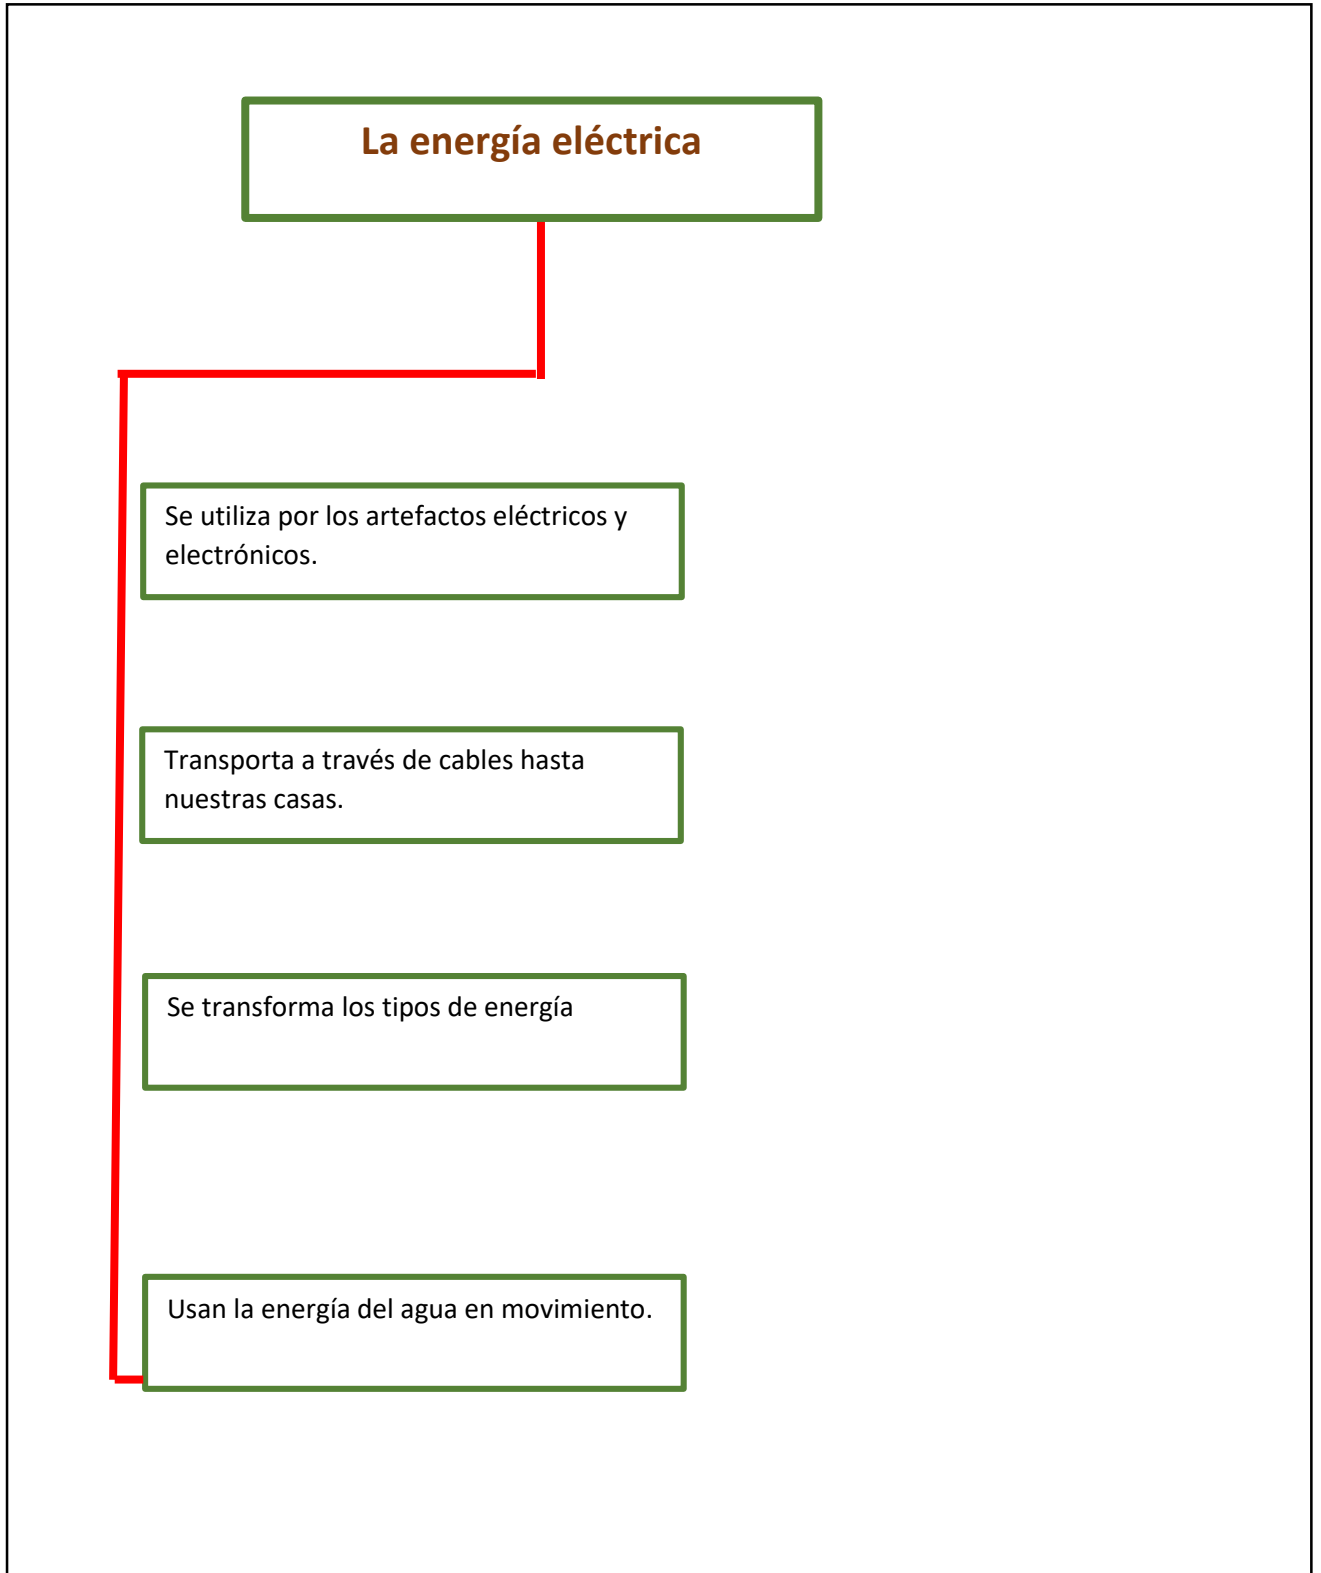 La energía eléctrica
Se utiliza por los artefactos eléctricos y
electrónicos.
Transporta a través de cables hasta
nuestras casas.
Se transforma los tipos de energía
Usan la energía del agua en movimiento.